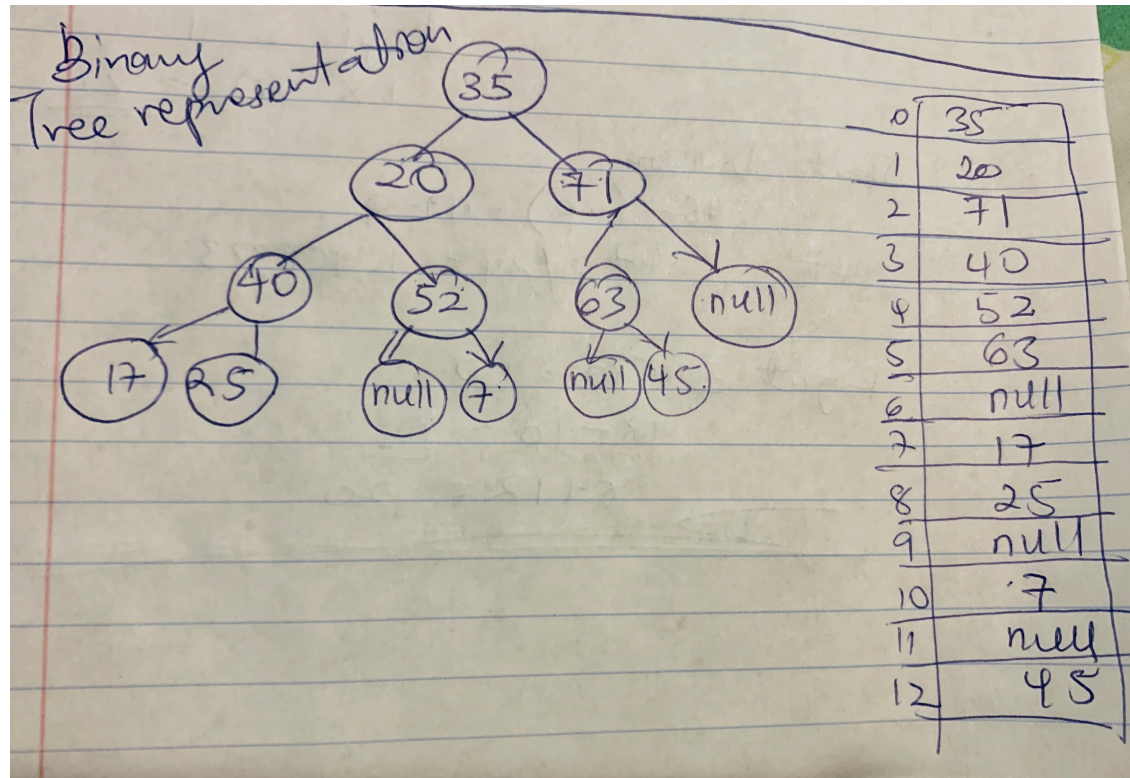 Binary
Tree representation
35
20 71
40 52 63 null
17 25 null 7 null 45
0 35
1 20
2 71
3 40
4 52
5 63
6 null
7 17
8 25
9 null
10 7
11 null
12 45